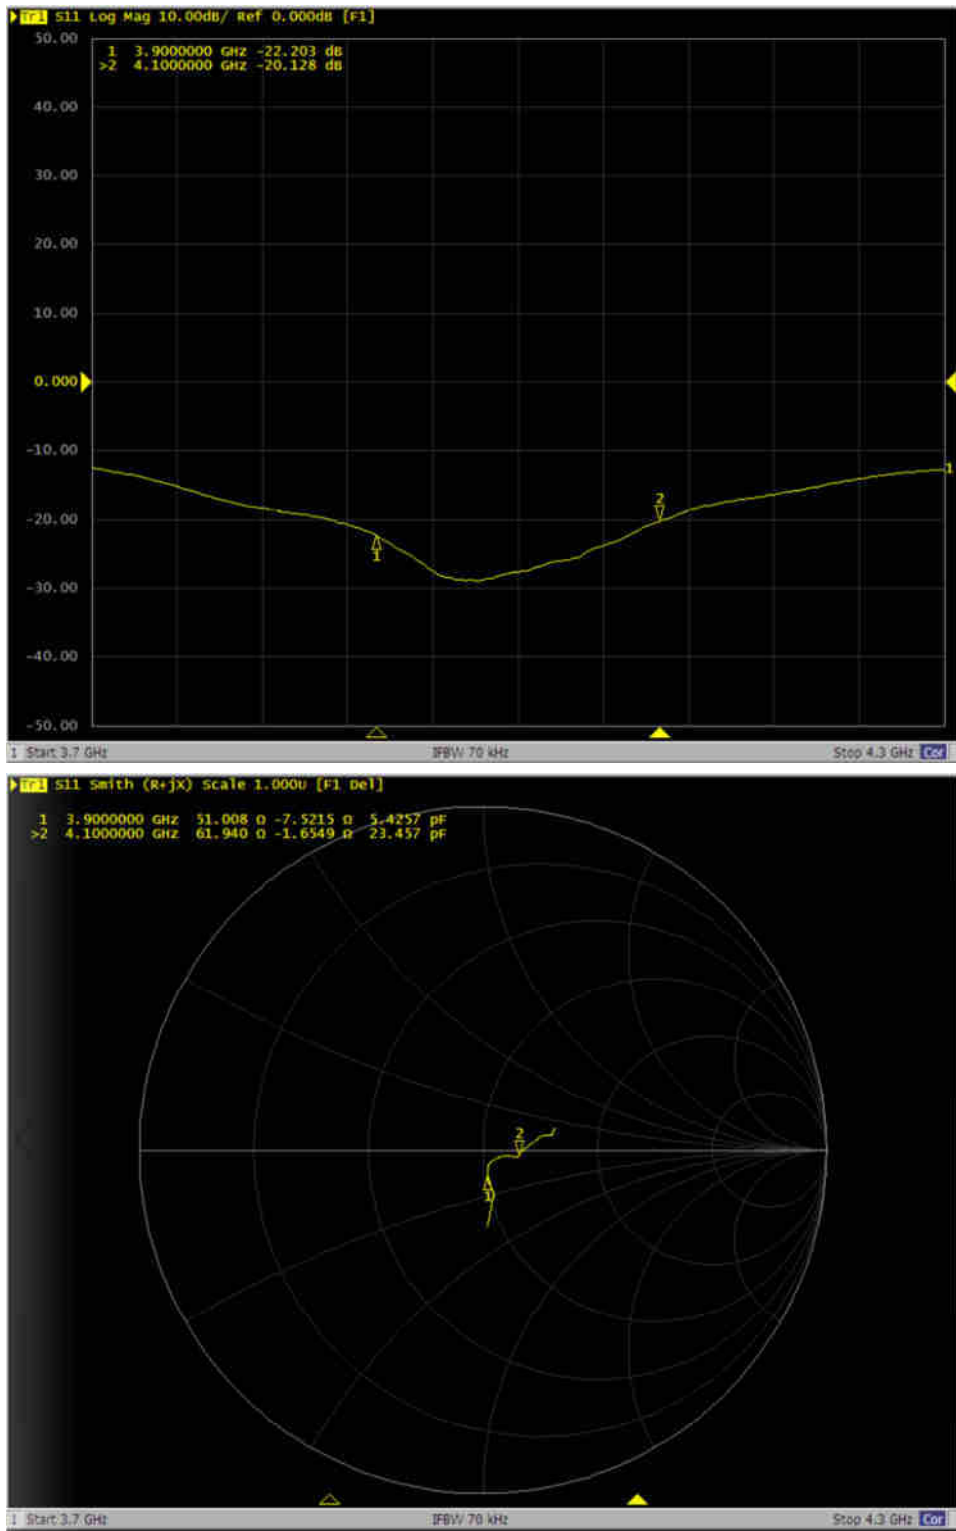 Tr1 S11 Log Mag 10.00dB/ Ref 0.000dB [F1]
50.00
1 3.9000000 GHz -22.203 dB
>2 4.1000000 GHz -20.128 dB
40.00
30.00
20.00
10.00
0.000
-10.00
1
2
-20.00
1
-30.00
-40.00
-50.00
1 Start 3.7 GHz IFBW 70 kHz Stop 4.3 GHz Cor
Tr1 S11 Smith (R+jX) Scale 1.000U [F1 Del]
1 3.9000000 GHz 51.008 Ω -7.5215 Ω 5.4257 pF
>2 4.1000000 GHz 61.940 Ω -1.6549 Ω 23.457 pF
2
1
1 Start 3.7 GHz IFBW 70 kHz Stop 4.3 GHz Cor